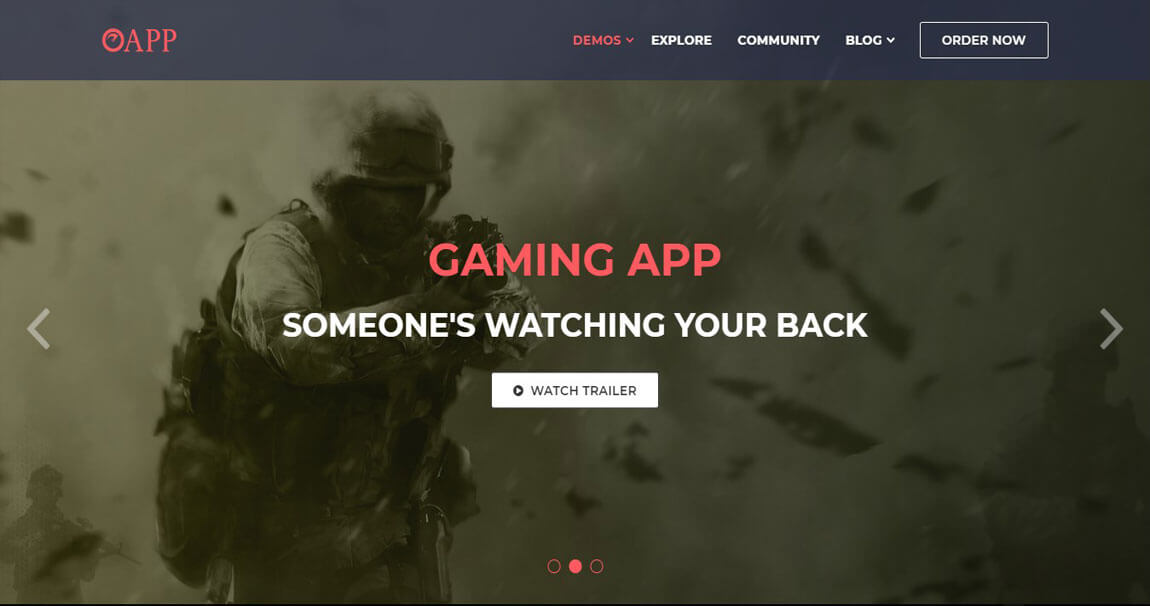 APP
DEMOS EXPLORE COMMUNITY BLOG ORDER NOW
GAMING APP
SOMEONE'S WATCHING YOUR BACK
WATCH TRAILER